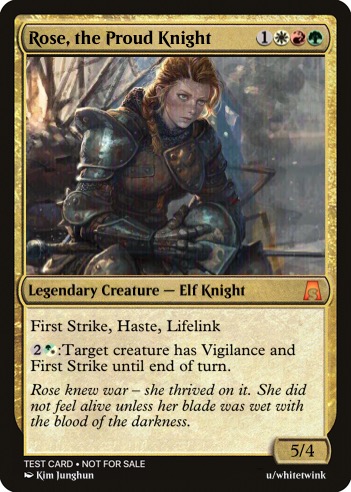 Rose, the Proud Knight 1
Legendary Creature — Elf Knight
First Strike, Haste, Lifelink
2 :Target creature has Vigilance and
First Strike until end of turn.
Rose knew war – she thrived on it. She did
not feel alive unless her blade was wet with
the blood of the darkness.
5/4
TEST CARD • NOT FOR SALE
Kim Junghun u/whitetwink